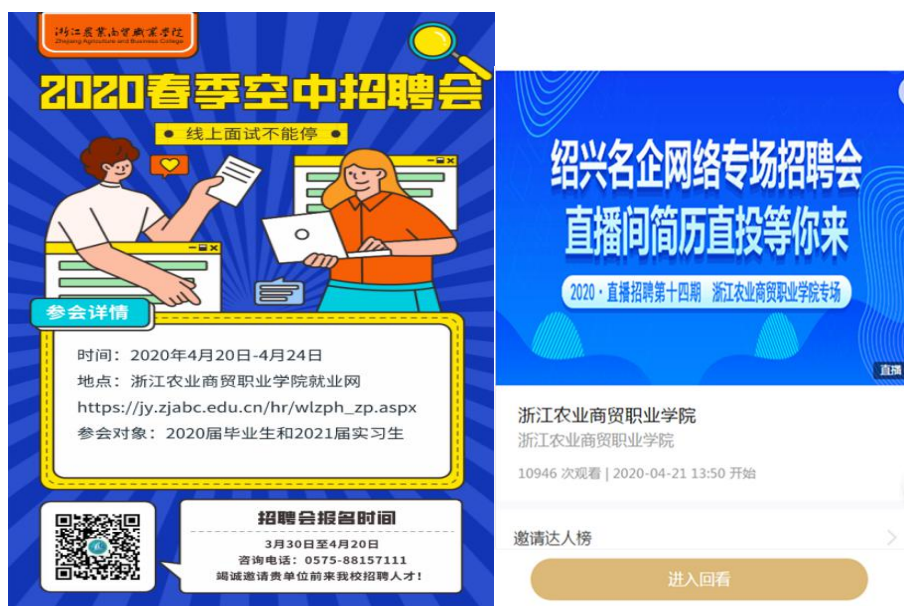 浙江农业商贸职业学院
Zhejiang Agriculture and Business College
2020春季空中招聘会
线上面试不能停
参会详情
时间：2020年4月20日-4月24日
地点：浙江农业商贸职业学院就业网
https://jy.zjabc.edu.cn/hr/wlzph_zp.aspx
参会对象：2020届毕业生和2021届实习生
招聘会报名时间
3月30日至4月20日
咨询电话：0575-88157111
竭诚邀请贵单位前来我校招聘人才！
绍兴名企网络专场招聘会
直播间简历直投等你来
2020·直播招聘第十四期 浙江农业商贸职业学院专场
直播
浙江农业商贸职业学院
浙江农业商贸职业学院
10946 次观看 | 2020-04-21 13:50 开始
邀请达人榜
进入回看